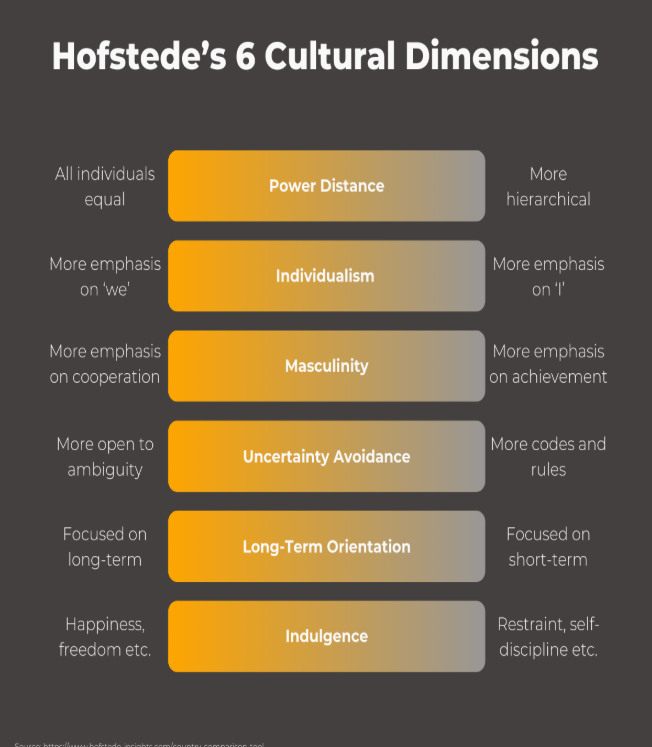 Hofstede’s 6 Cultural Dimensions
All individuals
equal
Power Distance
More
hierarchical
More emphasis
on ‘we’
Individualism
More emphasis
on ‘I’
More emphasis
on cooperation
Masculinity
More emphasis
on achievement
More open to
ambiguity
Uncertainty Avoidance
More codes and
rules
Focused on
long-term
Long-Term Orientation
Focused on
short-term
Happiness,
freedom etc.
Indulgence
Restraint, self-
discipline etc.
Source: https://www.hofstede-insights.com/country-comparison-tool